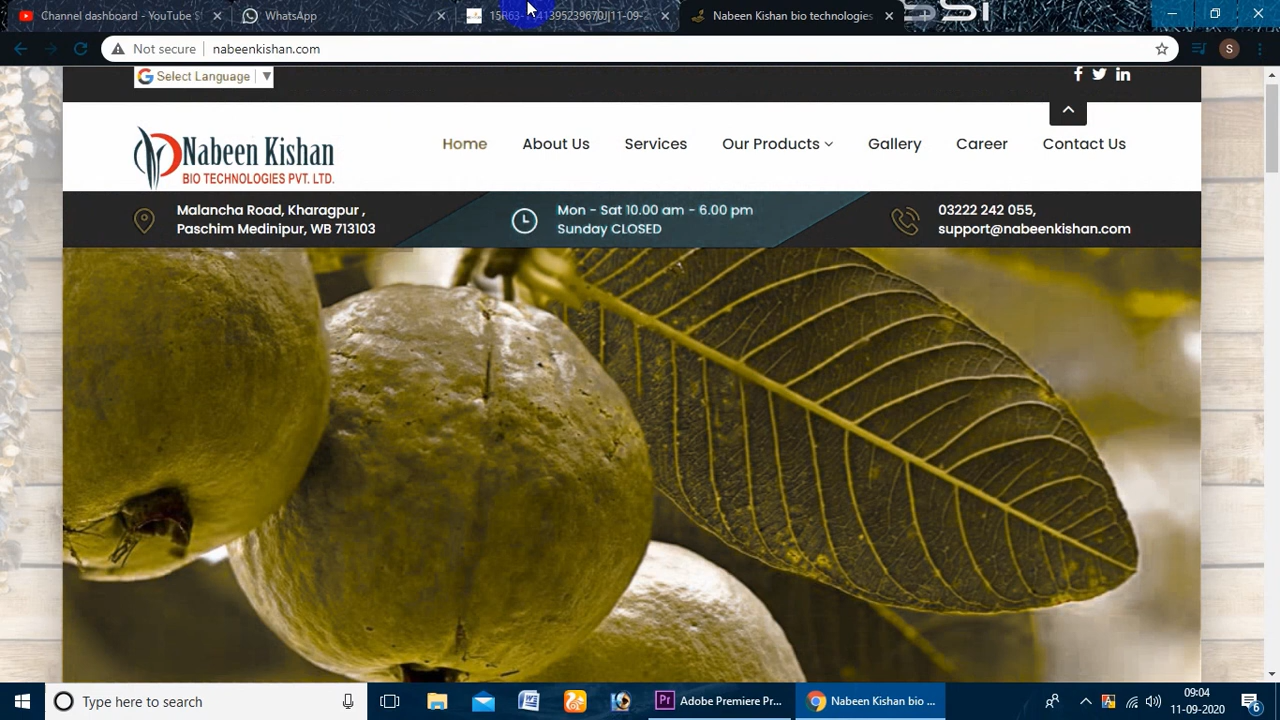 Channel dashboard - YouTube S
WhatsApp
Nabeen Kishan bio technologies
SSI
Not secure
nabeenkishan.com
S
Select Language
Nabeen Kishan
BIO TECHNOLOGIES PVT. LTD.
Home
About Us
Services
Our Products
Gallery
Career
Contact Us
Malancha Road, Kharagpur ,
Paschim Medinipur, WB 713103
Mon - Sat 10.00 am - 6.00 pm
Sunday CLOSED
03222 242 055,
support@nabeenkishan.com
Type here to search
Adobe Premiere Pr...
Nabeen Kishan bio ...
09:04
11-09-2020
6